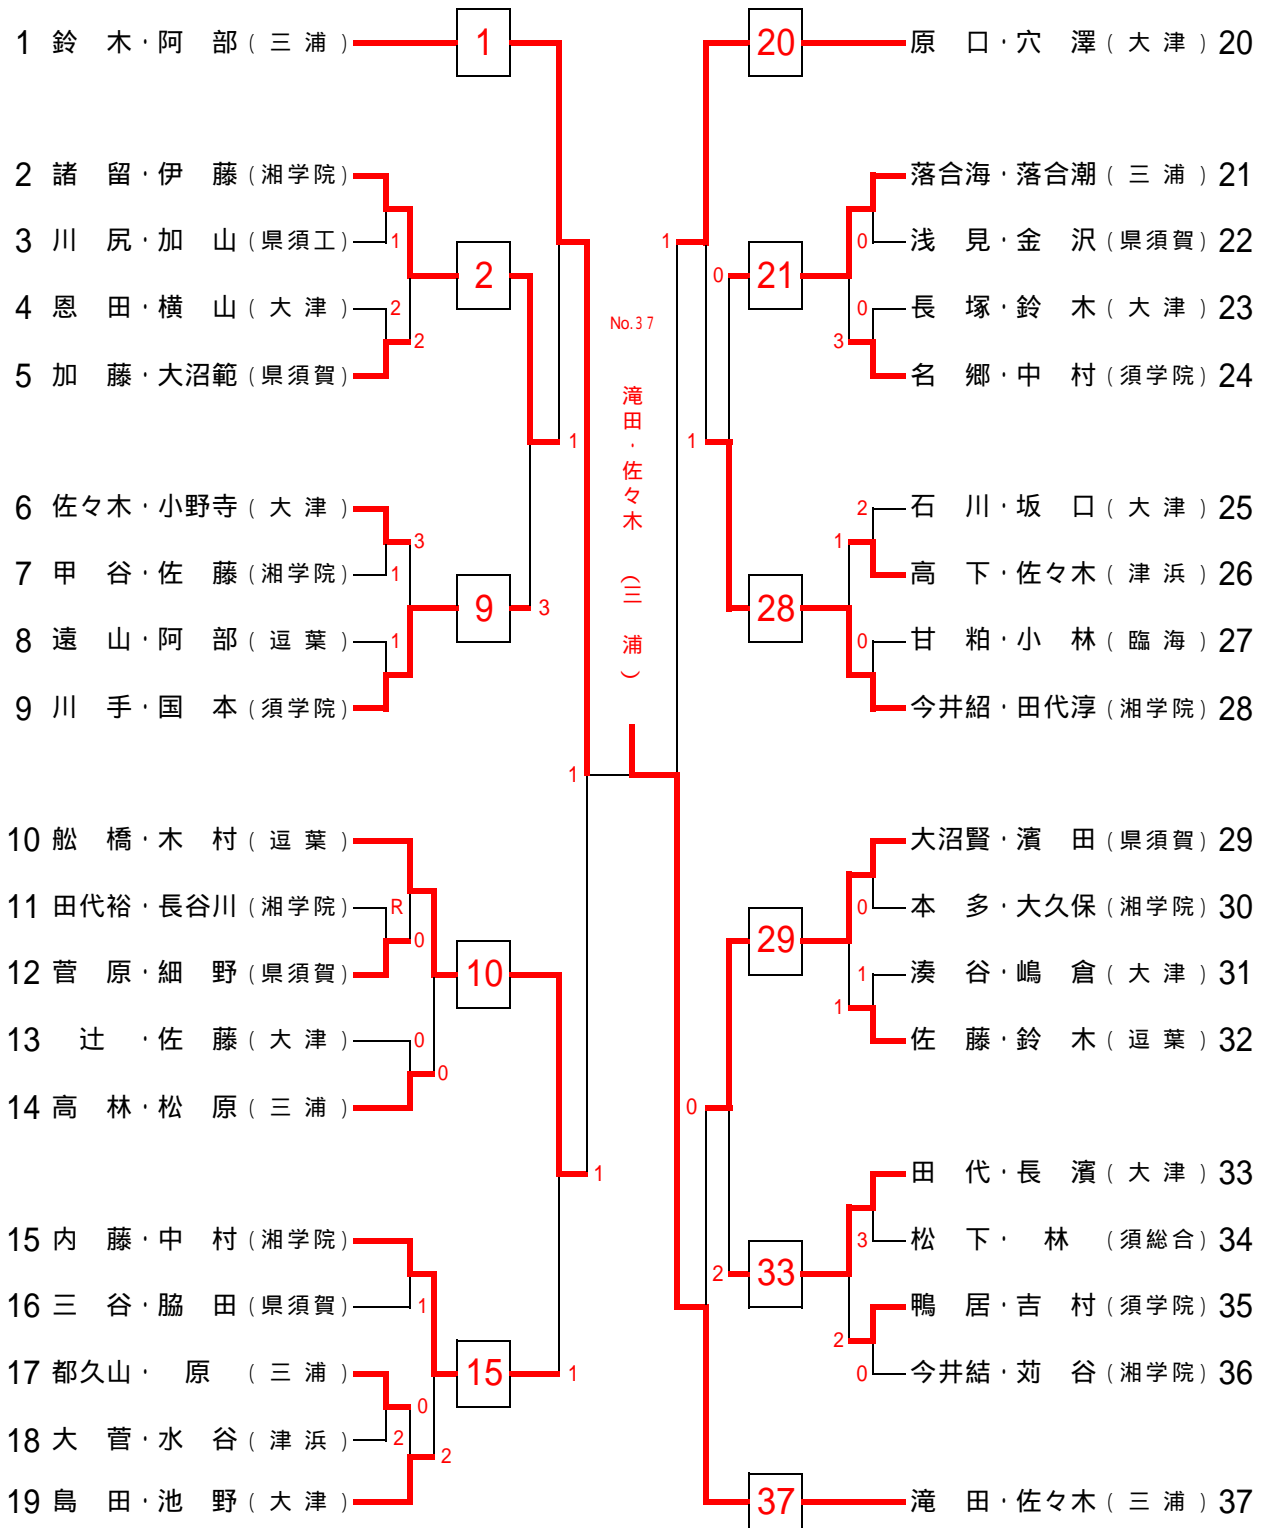 1 鈴 木・阿 部 ( 三 浦 )
2 諸 留・伊 藤 (湘学院)
3 川 尻・加 山 (県須工)
4 恩 田・横 山 ( 大 津 )
5 加 藤・大沼範 (県須賀)
6 佐々木・小野寺 ( 大 津 )
7 甲 谷・佐 藤 (湘学院)
8 遠 山・阿 部 ( 逗 葉 )
9 川 手・国 本 (須学院)
10 舩 橋・木 村 ( 逗 葉 )
11 田代裕・長谷川 (湘学院)
12 菅 原・細 野 (県須賀)
13 辻 ・佐 藤 ( 大 津 )
14 高 林・松 原 ( 三 浦 )
15 内 藤・中 村 (湘学院)
16 三 谷・脇 田 (県須賀)
17 都久山・ 原 ( 三 浦 )
18 大 菅・水 谷 ( 津 浜 )
19 島 田・池 野 ( 大 津 )
1
1
2
2
2
1
3
1
1
9
3
1
R
0
10
0
0
1
1
15
0
2
2
1
1
No.37
滝田・佐々木 (三 浦)
20
1
0
21
0
0
3
1
2
1
28
0
29
0
1
1
0
2
33
3
2
0
37
原 口・穴 澤 ( 大 津 ) 20
落合海・落合潮 ( 三 浦 ) 21
浅 見・金 沢 (県須賀) 22
長 塚・鈴 木 ( 大 津 ) 23
名 郷・中 村 (須学院) 24
石 川・坂 口 ( 大 津 ) 25
高 下・佐々木 ( 津 浜 ) 26
甘 粕・小 林 ( 臨 海 ) 27
今井紹・田代淳 (湘学院) 28
大沼賢・濱 田 (県須賀) 29
本 多・大久保 (湘学院) 30
湊 谷・嶋 倉 ( 大 津 ) 31
佐 藤・鈴 木 ( 逗 葉 ) 32
田 代・長 濱 ( 大 津 ) 33
松 下・ 林 (須総合) 34
鴨 居・吉 村 (須学院) 35
今井結・苅 谷 (湘学院) 36
滝 田・佐々木 ( 三 浦 ) 37